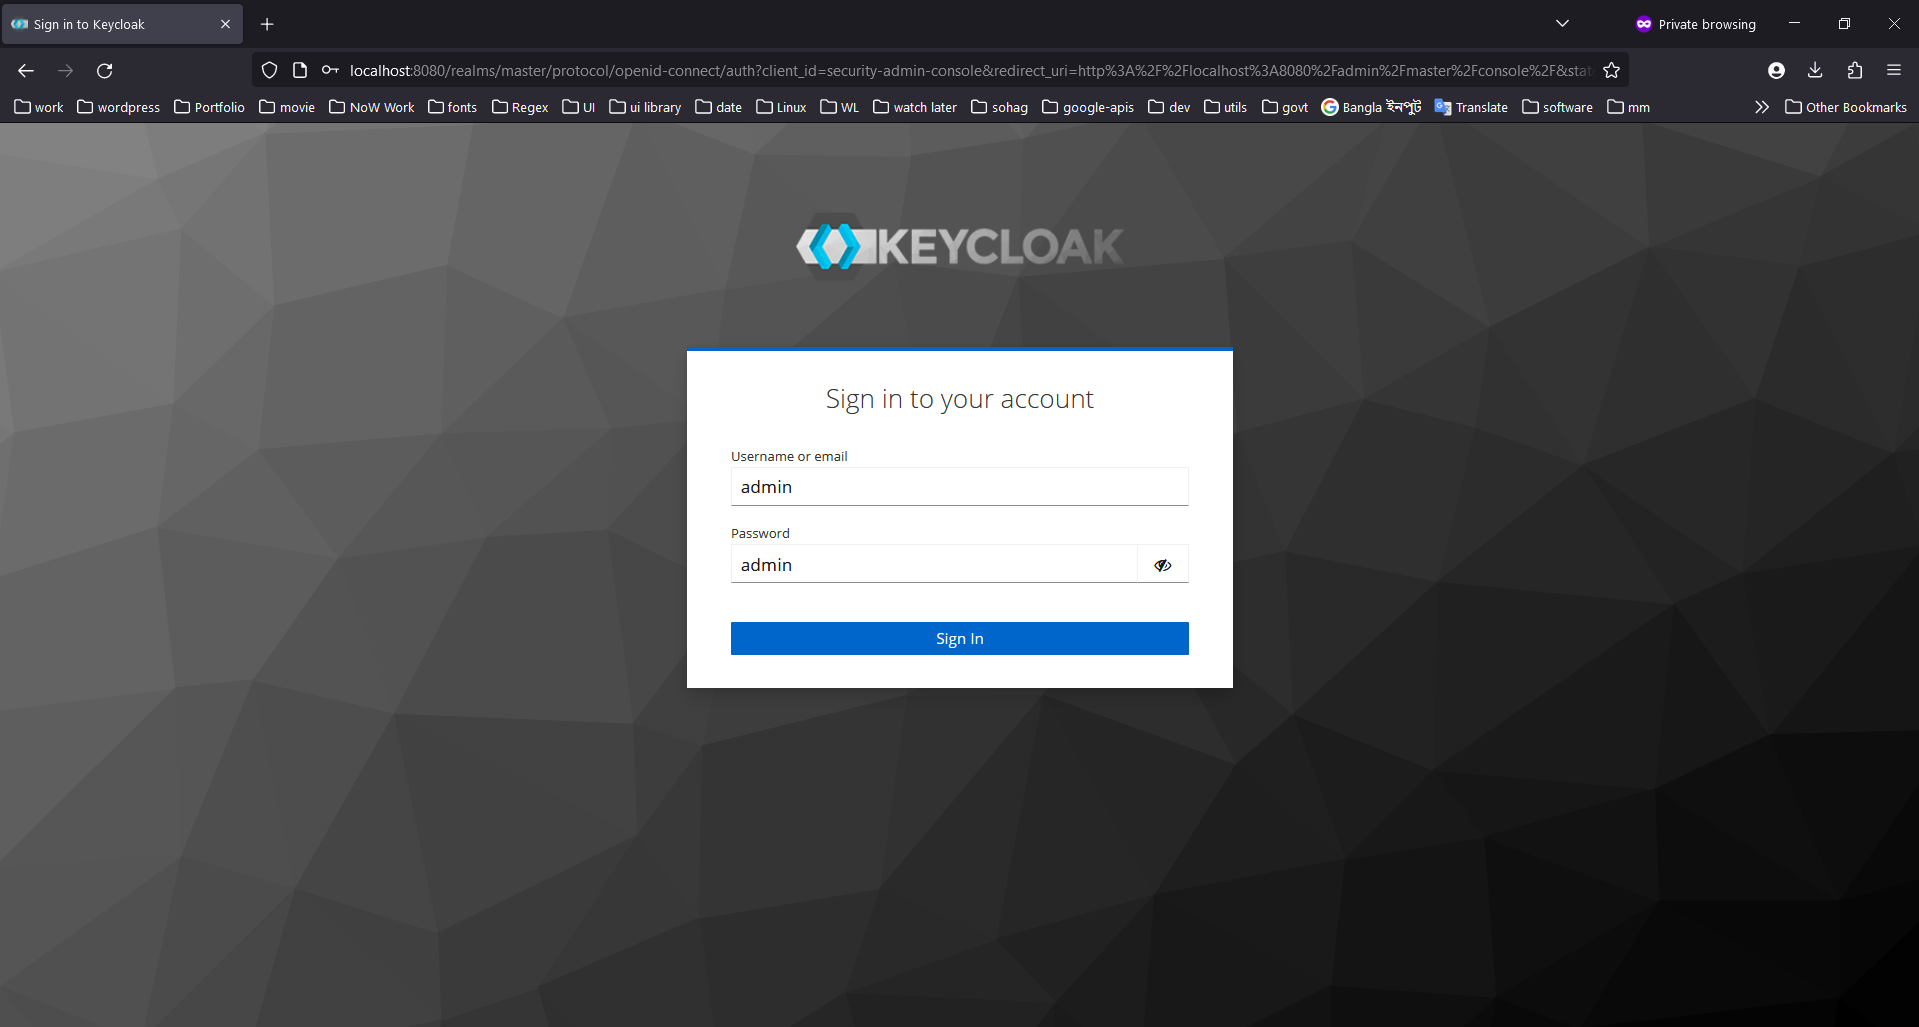 Sign in to Keycloak
Private browsing
localhost:8080/realms/master/protocol/openid-connect/auth?client_id=security-admin-console&redirect_uri=http%3A%2F%2Flocalhost%3A8080%2Fadmin%2Fmaster%2Fconsole%2F&stat
work wordpress Portfolio movie NoW Work fonts Regex UI ui library date Linux WL watch later sohag google-apis dev utils govt Bangla ইনপুট Translate software mm Other Bookmarks
KEYCLOAK
Sign in to your account
Username or email
admin
Password
admin
Sign In